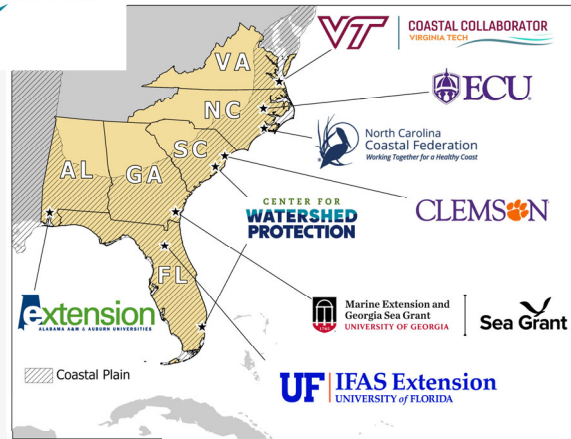 VT
COASTAL COLLABORATOR
VIRGINIA TECH
VA
ECU
NC
North Carolina
Coastal Federation
Working Together for a Healthy Coast
SC
AL
GA
CENTER FOR
WATERSHED
PROTECTION
CLEMSON
FL
extension
ALABAMA A&M & AUBURN UNIVERSITIES
Marine Extension and
Georgia Sea Grant
UNIVERSITY OF GEORGIA
Sea Grant
Coastal Plain
UF IFAS Extension
UNIVERSITY of FLORIDA